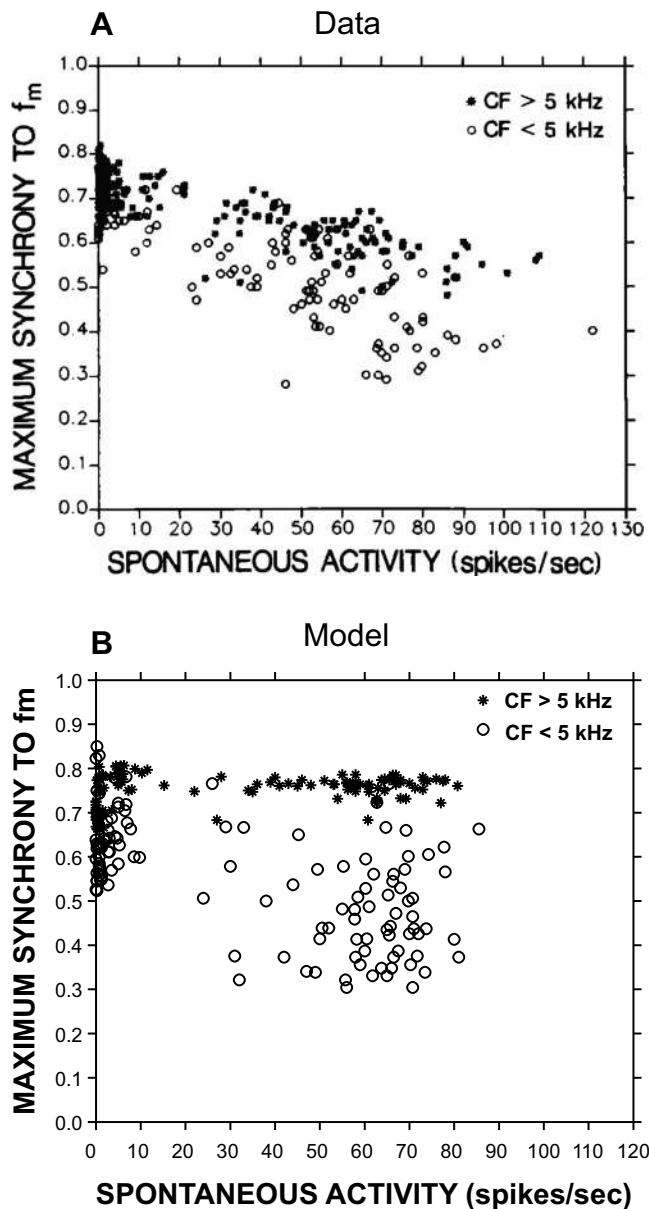 A Data
1.0
0.9
0.8
0.7
0.6
0.5
0.4
0.3
0.2
0.1
0.0
MAXIMUM SYNCHRONY TO fm
CF > 5 kHz
CF < 5 kHz
0 10 20 30 40 50 60 70 80 90 100 110 120 130
SPONTANEOUS ACTIVITY (spikes/sec)
B Model
1.0
0.9
0.8
0.7
0.6
0.5
0.4
0.3
0.2
0.1
0.0
MAXIMUM SYNCHRONY TO fm
CF > 5 kHz
CF < 5 kHz
0 10 20 30 40 50 60 70 80 90 100 110 120
SPONTANEOUS ACTIVITY (spikes/sec)